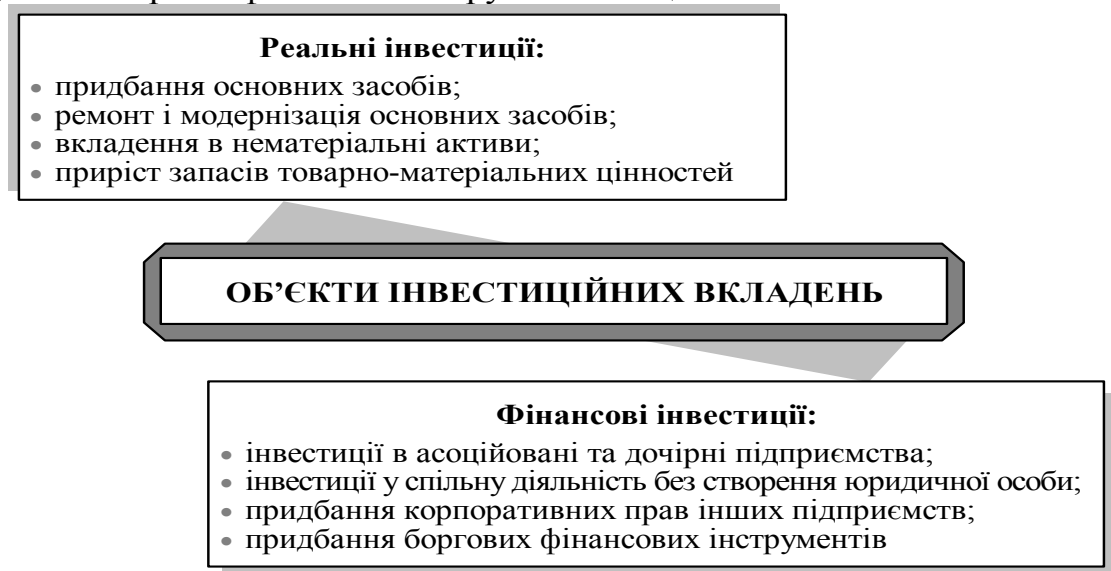 Реальні інвестиції:
• придбання основних засобів;
• ремонт і модернізація основних засобів;
• вкладення в нематеріальні активи;
• приріст запасів товарно-матеріальних цінностей
ОБ’ЄКТИ ІНВЕСТИЦІЙНИХ ВКЛАДЕНЬ
Фінансові інвестиції:
• інвестиції в асоційовані та дочірні підприємства;
• інвестиції у спільну діяльність без створення юридичної особи;
• придбання корпоративних прав інших підприємств;
• придбання боргових фінансових інструментів